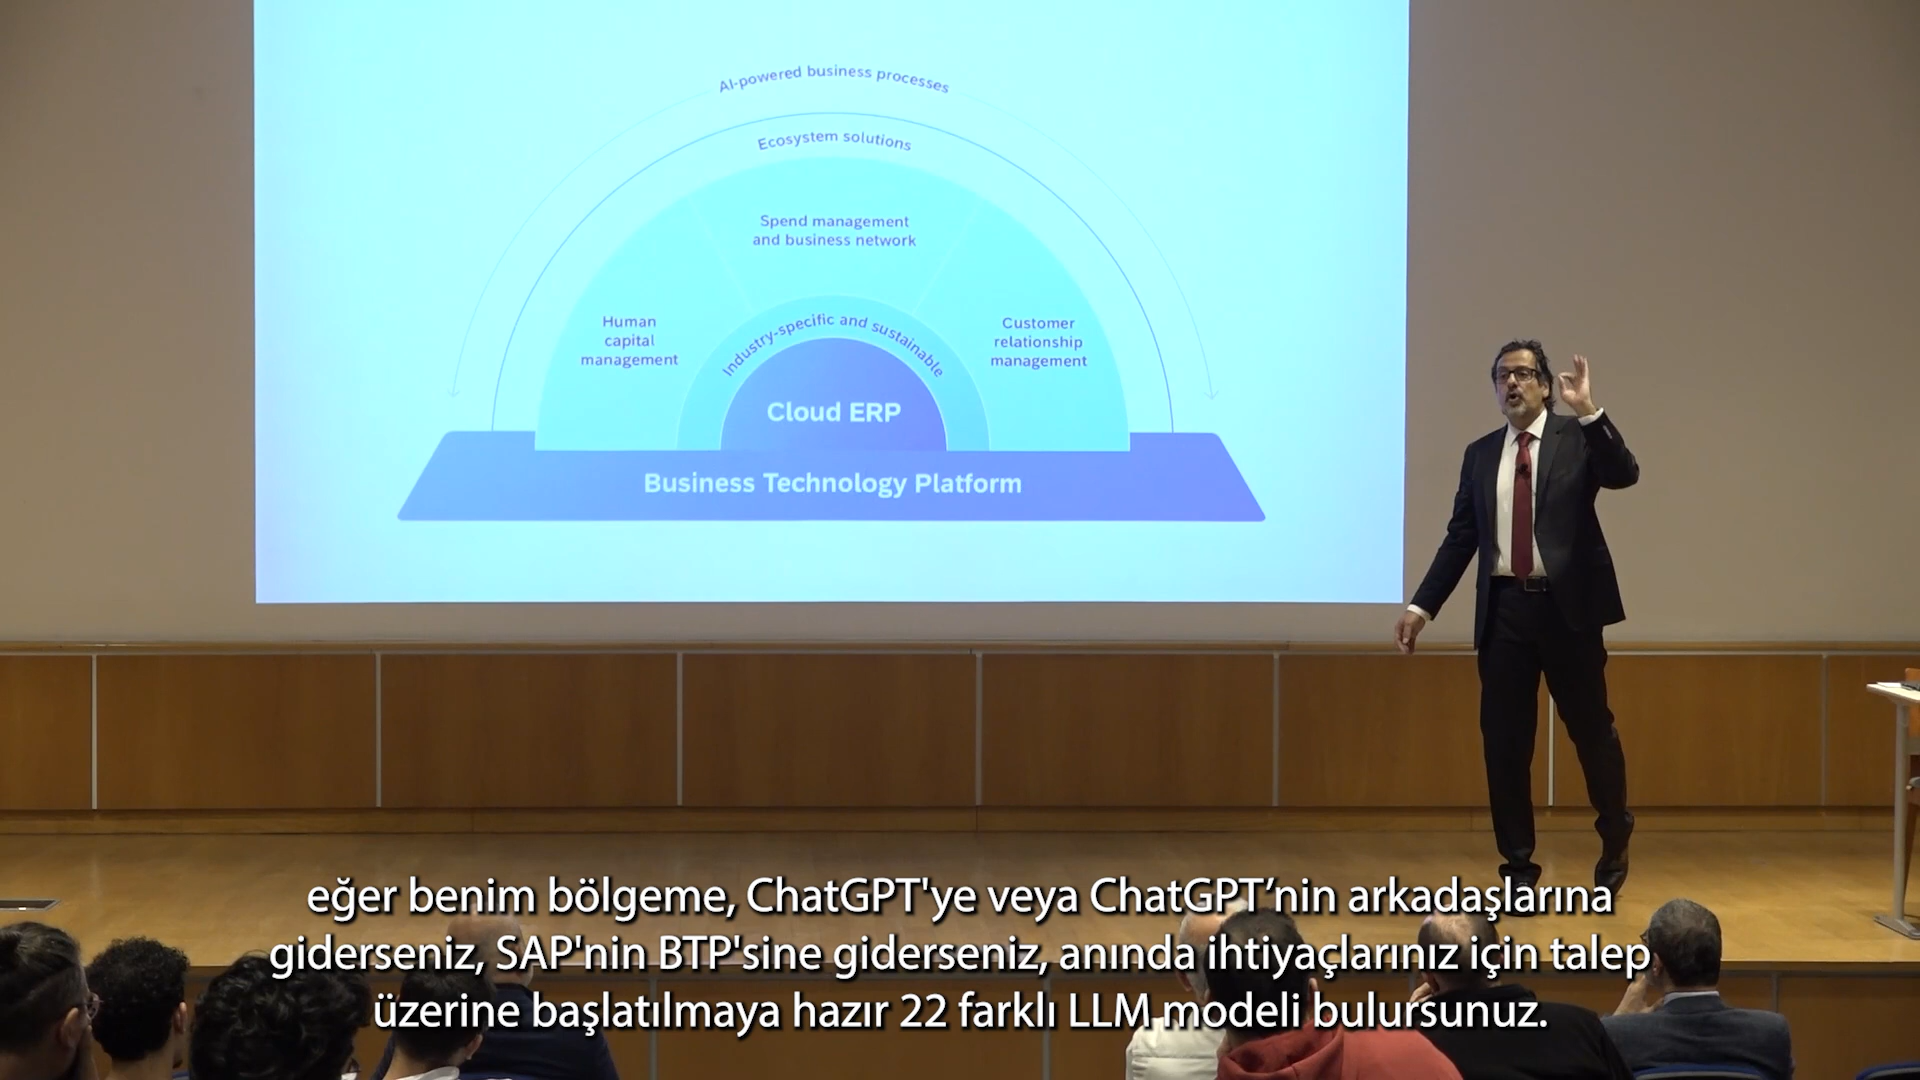 AI-powered business processes
Ecosystem solutions
Spend management
and business network
Human
capital
management
Industry-specific and sustainable
Customer
relationship
management
Cloud ERP
Business Technology Platform
eğer benim bölgeme, ChatGPT'ye veya ChatGPT’nin arkadaşlarına
giderseniz, SAP'nin BTP'sine giderseniz, anında ihtiyaçlarınız için talep
üzerine başlatılmaya hazır 22 farklı LLM modeli bulursunuz.